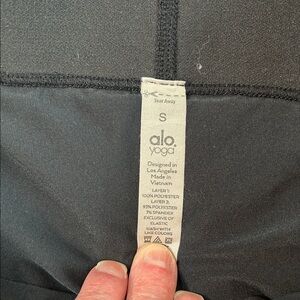 Tear Away
S
alo
yoga
Designed in
Los Angeles
Made in
Vietnam
LAYER 1:
100% POLYESTER
LAYER 2:
93% POLYESTER
7% SPANDEX
EXCLUSIVE OF
ELASTIC
WASH WITH
LIKE COLORS